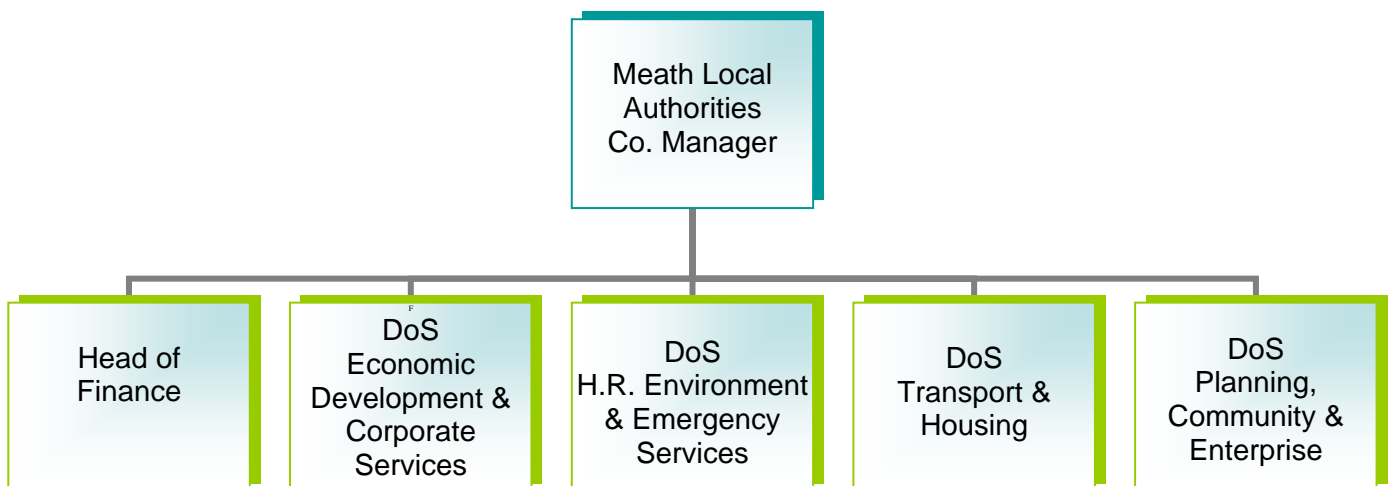 Meath Local
Authorities
Co. Manager
Head of
Finance
F
DoS
Economic
Development &
Corporate
Services
DoS
H.R. Environment
& Emergency
Services
DoS
Transport &
Housing
DoS
Planning,
Community &
Enterprise